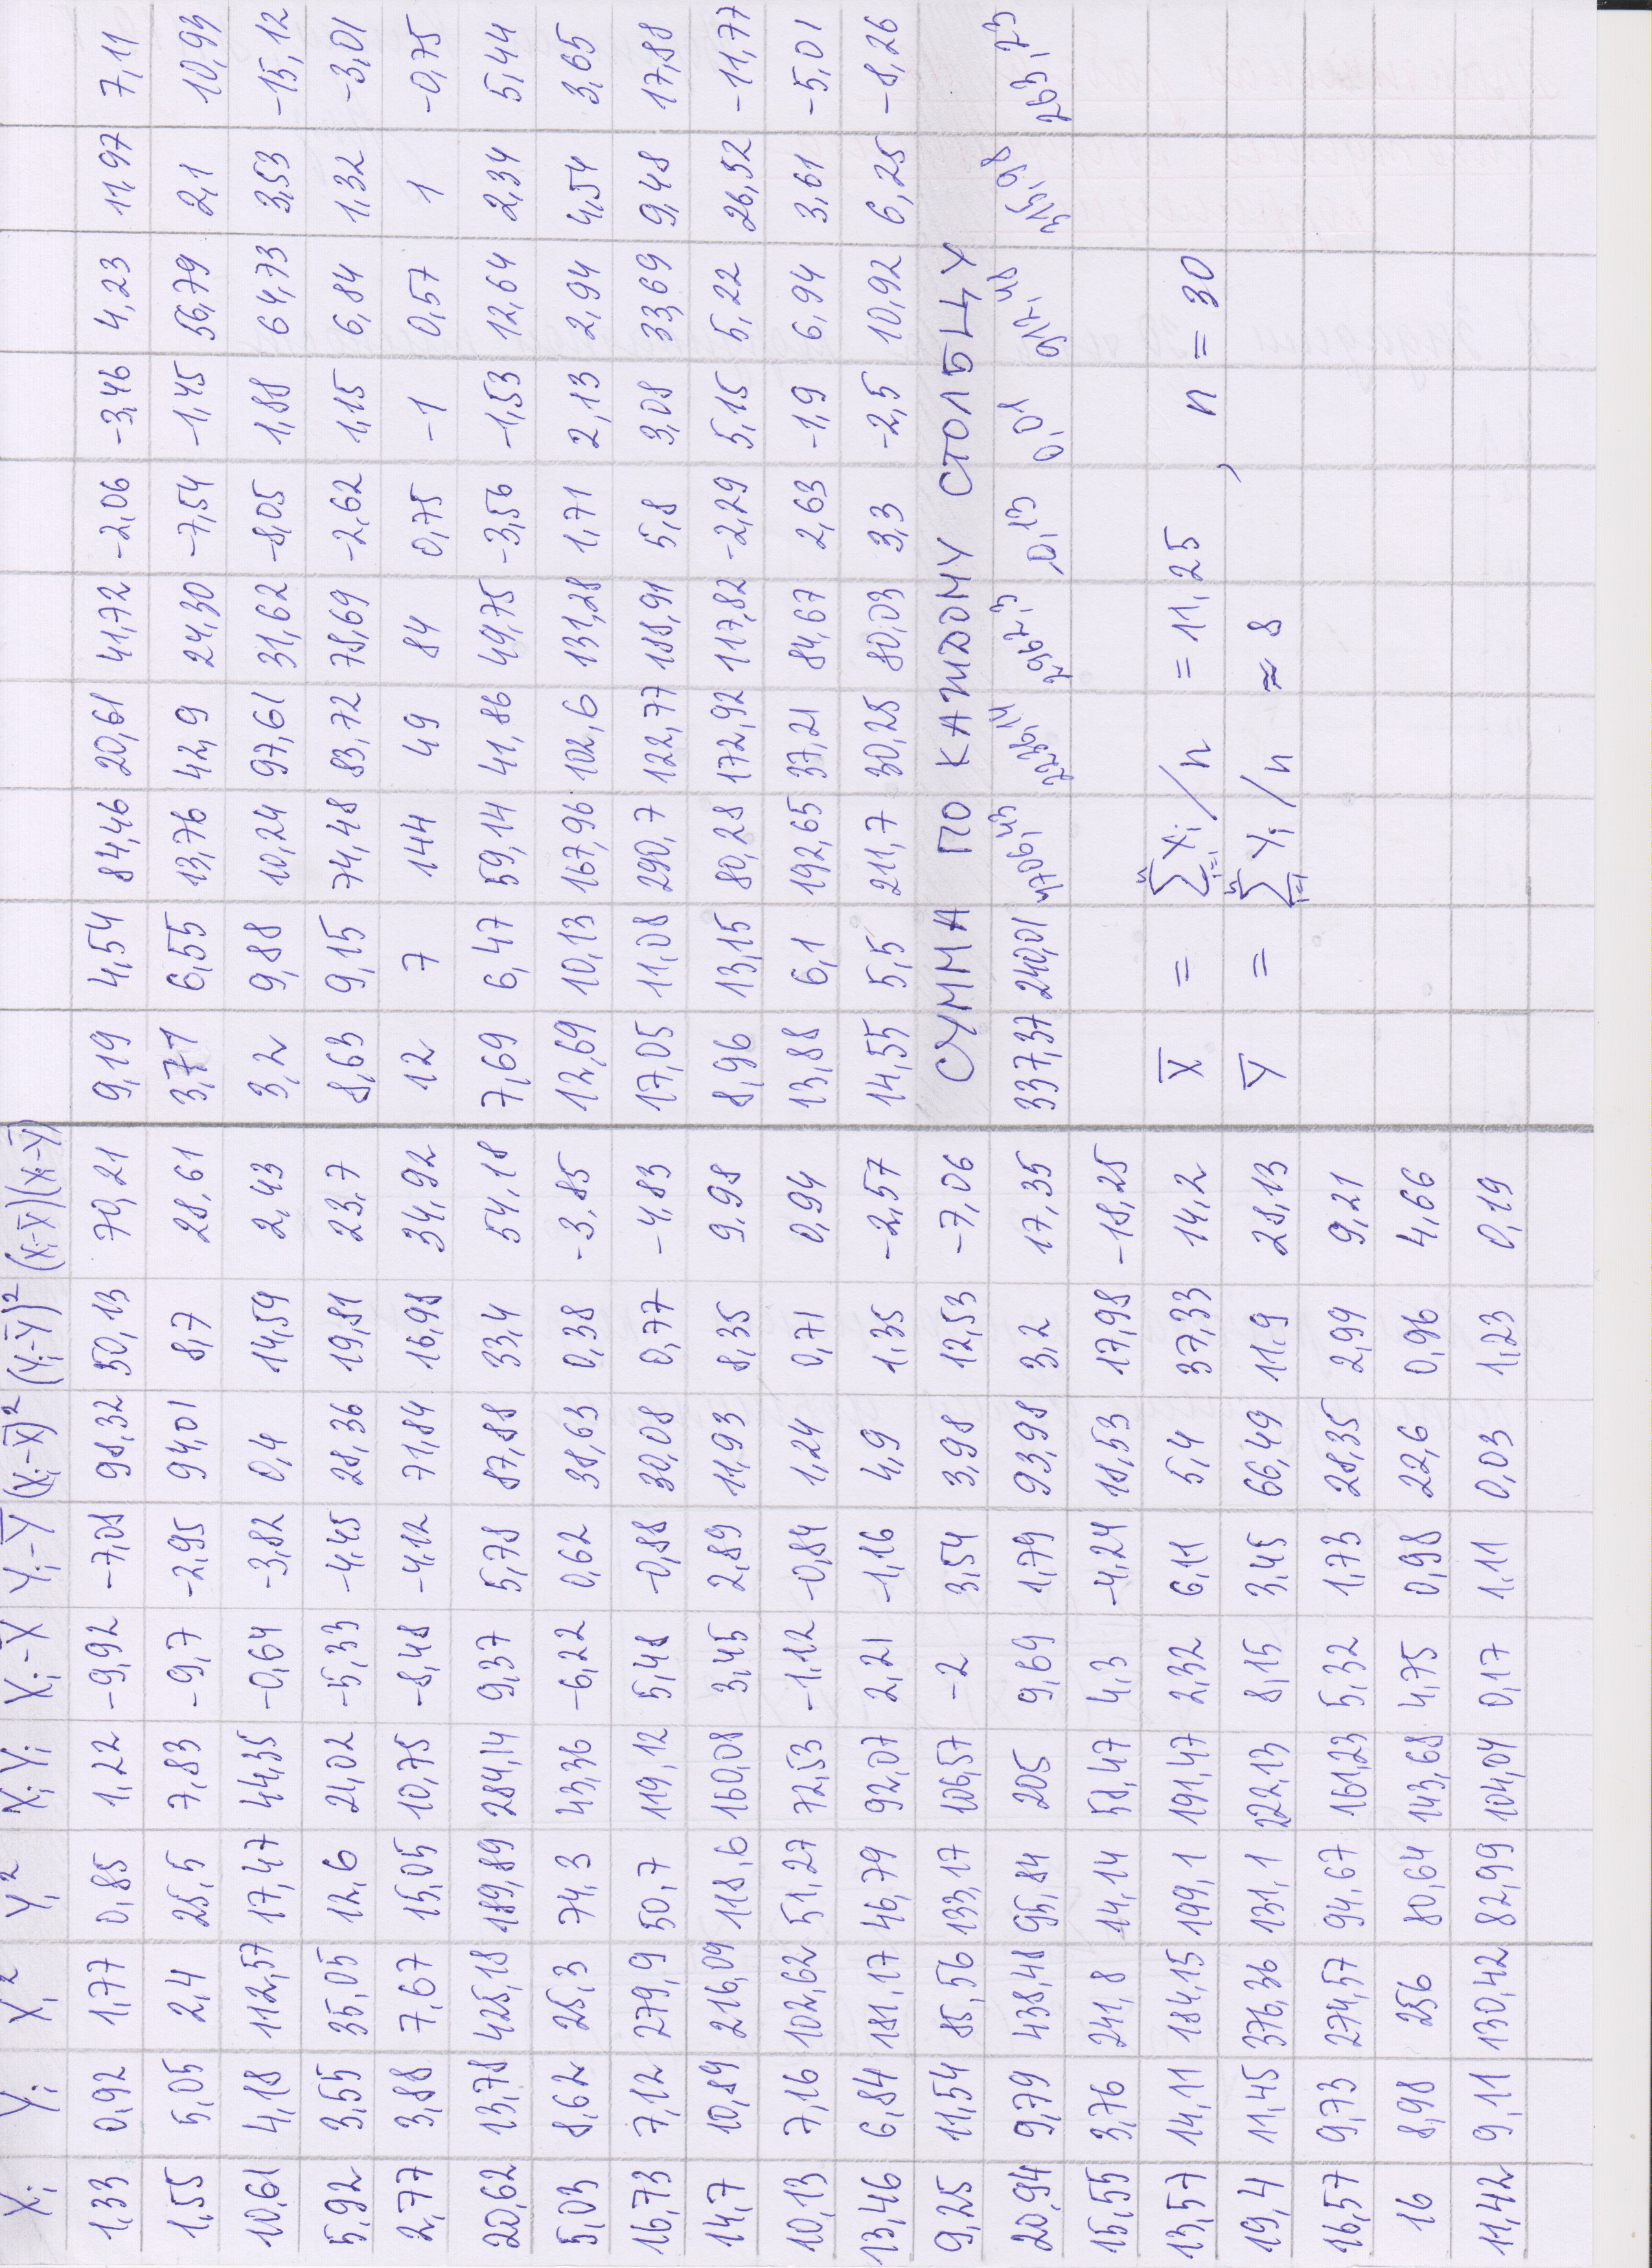 Xi Yi Xi² Yi² XiYi Xi-X̄ Yi-Ȳ (Xi-X̄)² (Yi-Ȳ)² (Xi-X̄)(Xi-Ȳ)
1,33 0,92 1,77 0,85 1,22 -9,92 -7,08 98,32 50,13 70,21
1,55 5,05 2,4 25,5 7,83 -9,7 -2,95 94,01 8,7 28,61
10,61 4,18 112,57 17,47 44,35 -0,64 -3,82 0,4 14,59 2,43
5,92 3,55 35,05 12,6 21,02 -5,33 -4,45 28,36 19,81 23,7
2,77 3,88 7,67 15,05 10,75 -8,48 -4,12 71,84 16,98 34,92
20,62 13,78 425,18 189,89 284,14 9,37 5,78 87,88 33,4 54,18
5,03 8,62 25,3 74,3 43,36 -6,22 0,62 38,63 0,38 -3,85
16,73 7,12 279,9 50,7 119,12 5,48 -0,88 30,08 0,77 -4,83
14,7 10,89 216,09 118,6 160,08 3,45 2,89 11,93 8,35 9,98
10,13 7,16 102,62 51,27 72,53 -1,12 -0,84 1,24 0,71 0,94
13,46 6,84 181,17 46,79 92,07 2,21 -1,16 4,9 1,35 -2,57
9,25 11,54 85,56 133,17 106,57 -2 3,54 3,98 12,53 -7,06
20,94 9,79 438,48 95,84 205 9,69 1,79 93,98 3,2 17,35
15,55 3,76 241,8 14,14 58,47 4,3 -4,24 18,53 17,98 -18,25
13,57 14,11 184,15 199,1 191,47 2,32 6,11 5,4 37,33 14,2
19,4 11,45 376,36 131,1 222,13 8,15 3,45 66,49 11,9 28,13
16,57 9,73 274,57 94,67 161,23 5,32 1,73 28,35 2,99 9,21
16 8,98 256 80,64 143,68 4,75 0,98 22,6 0,96 4,66
11,42 9,11 130,42 82,99 104,04 0,17 1,11 0,03 1,23 0,19
9,19 4,54 84,46 20,61 41,72 -2,06 -3,46 4,23 11,97 7,11
3,71 6,55 13,76 42,9 24,30 -7,54 -1,45 56,79 2,1 10,93
3,2 9,88 10,24 97,61 31,62 -8,05 1,88 64,73 3,53 -15,12
8,63 9,15 74,48 83,72 78,69 -2,62 1,15 6,84 1,32 -3,01
12 7 144 49 84 0,75 -1 0,57 1 -0,75
7,69 6,47 59,14 41,86 49,75 -3,56 -1,53 12,64 2,34 5,44
12,69 10,13 167,96 102,6 131,28 1,71 2,13 2,94 4,54 3,65
17,05 11,08 290,7 122,77 188,91 5,8 3,08 33,69 9,48 17,88
8,96 13,15 80,28 172,92 117,82 -2,29 5,15 5,22 26,52 -11,77
13,88 6,1 192,65 37,21 84,67 2,63 -1,9 6,94 3,61 -5,01
14,55 5,5 211,7 30,25 80,03 3,3 -2,5 10,92 6,25 -8,26
СУММА ПО КАЖДОМУ СТОЛБЦУ
337,37 240,01 4706,43 2236,14 2962,3 -0,13 0,01 912,48 315,98 263,23
X̄ = ∑ⁿi=1 Xi / n = 11,25 , n = 30
Ȳ = ∑ⁿi=1 Yi / n ≈ 8